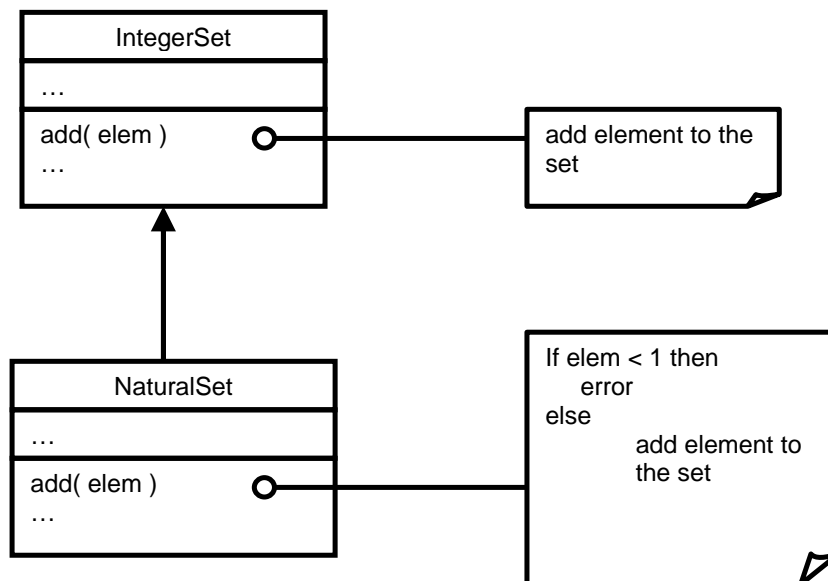 IntegerSet
…
add( elem )
…
add element to the
set
NaturalSet
…
add( elem )
…
If elem < 1 then
error
else
add element to
the set